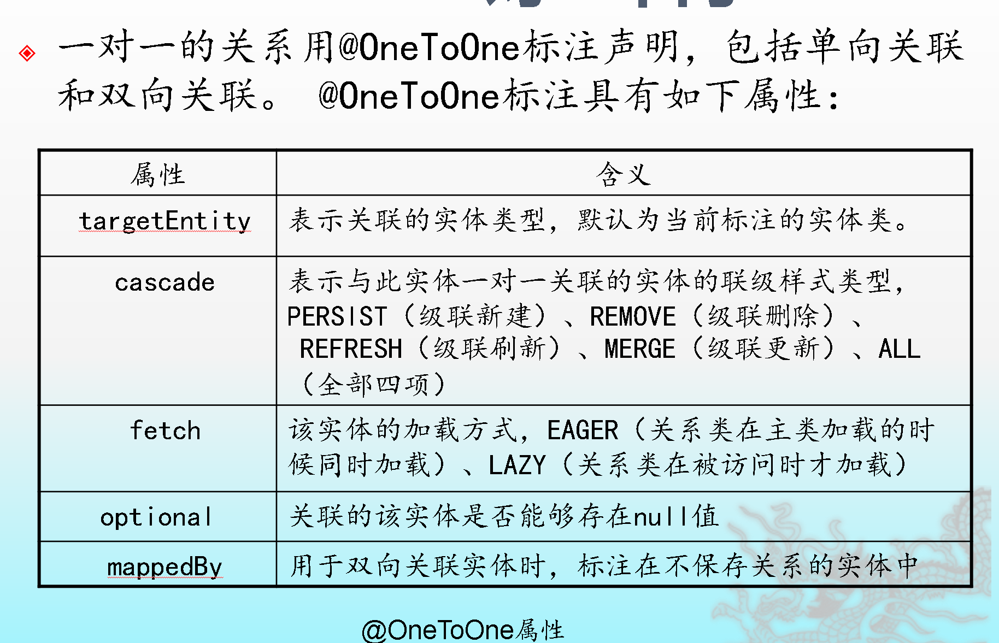 一对一的关系用@OneToOne标注声明，包括单向关联
和双向关联。 @OneToOne标注具有如下属性：
属性 含义
targetEntity 表示关联的实体类型，默认为当前标注的实体类。
cascade 表示与此实体一对一关联的实体的联级样式类型，
PERSIST（级联新建）、REMOVE（级联删除）、
REFRESH（级联刷新）、MERGE（级联更新）、ALL
（全部四项）
fetch 该实体的加载方式，EAGER（关系类在主类加载的时
候同时加载）、LAZY（关系类在被访问时才加载）
optional 关联的该实体是否能够存在null值
mappedBy 用于双向关联实体时，标注在不保存关系的实体中
@OneToOne属性